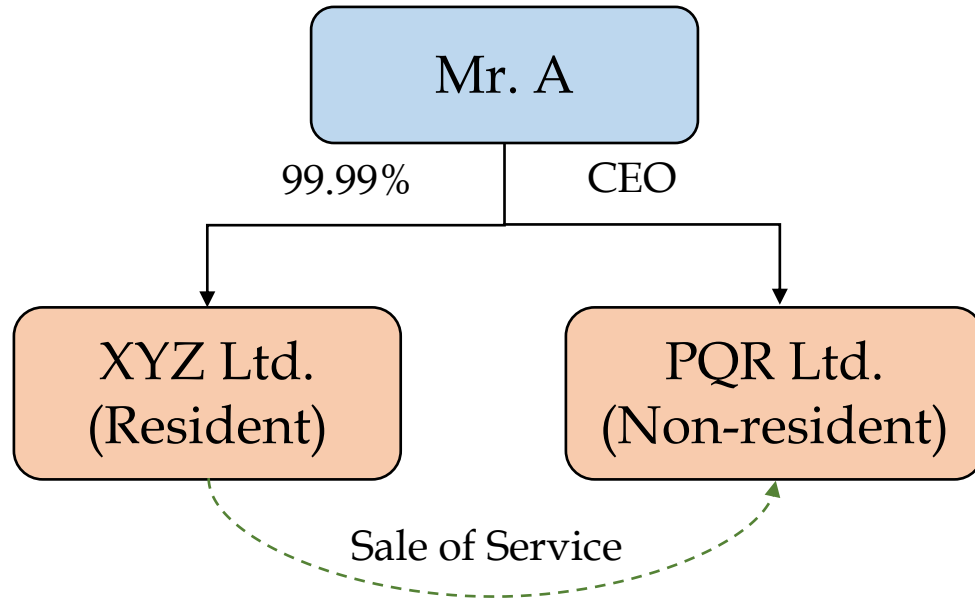 Mr. A
99.99%
CEO
XYZ Ltd.
(Resident)
PQR Ltd.
(Non-resident)
Sale of Service